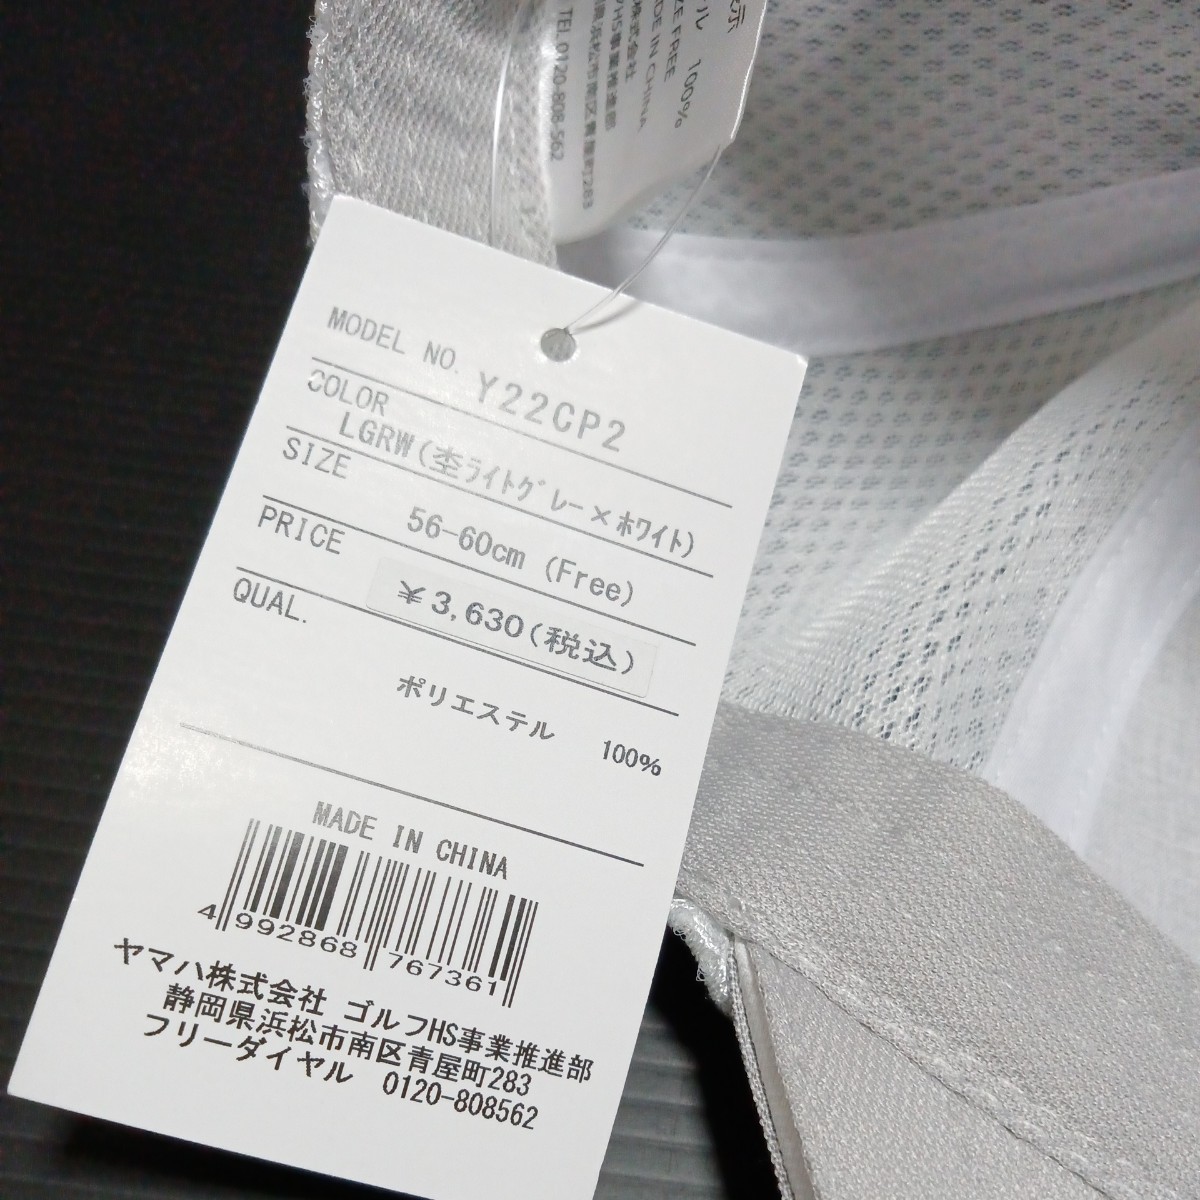 100%
SIZE FREE
MADE IN CHINA
TEL 0120-808-562
MODEL NO. Y22CP2
COLOR
LGRW(杢ライトグレー×ホワイト)
SIZE
56-60cm (Free)
PRICE
¥3,630(税込)
QUAL.
ポリエステル 100%
MADE IN CHINA
4 992868 767361
ヤマハ株式会社 ゴルフHS事業推進部
静岡県浜松市南区青屋町283
フリーダイヤル 0120-808562